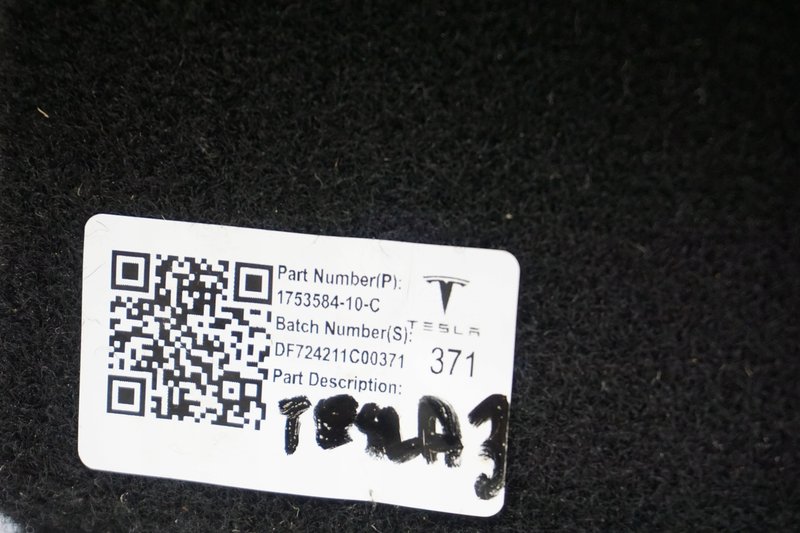 Part Number(P):
1753584-10-C
Batch Number(S):
DF724211C00371
Part Description:
TESLA
371
TESLA 3